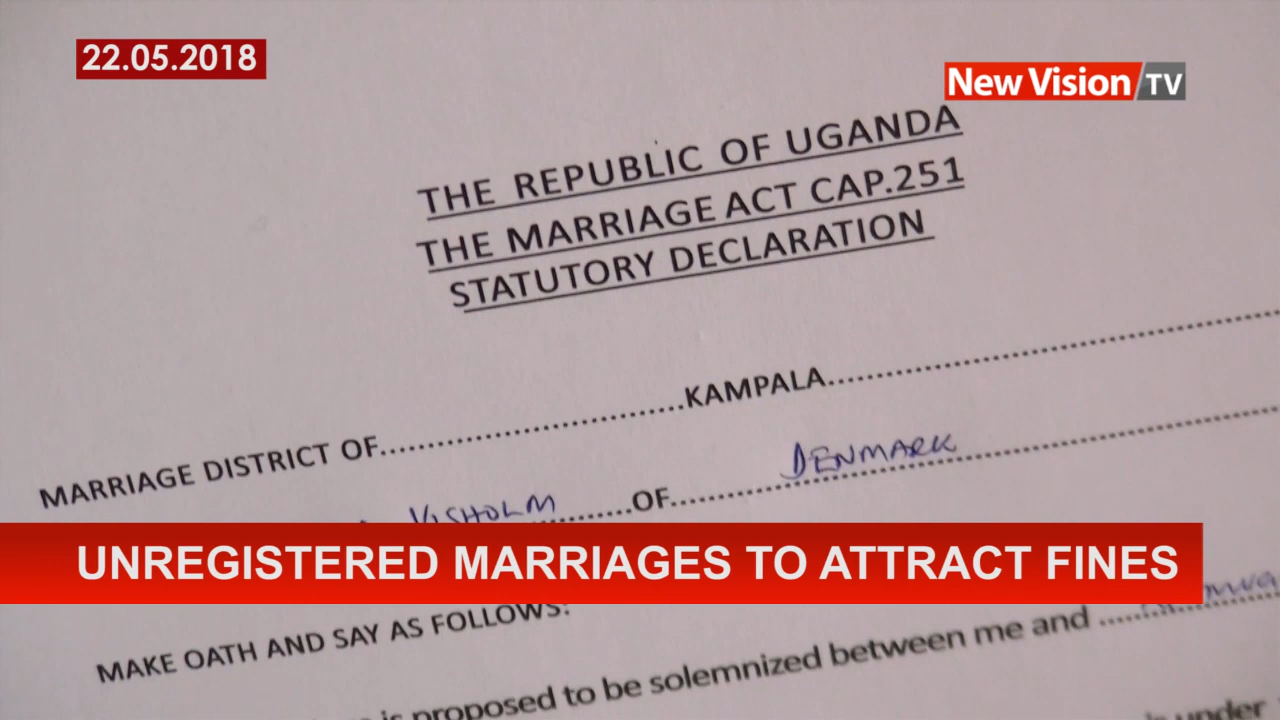 22.05.2018
New Vision TV
THE REPUBLIC OF UGANDA
THE MARRIAGE ACT CAP.251
STATUTORY DECLARATION
MARRIAGE DISTRICT OF..........................KAMPALA..........................
VISHOLM..........OF..........DENMARK..........
UNREGISTERED MARRIAGES TO ATTRACT FINES
MAKE OATH AND SAY AS FOLLOWS:
is proposed to be solemnized between me and ..........
under